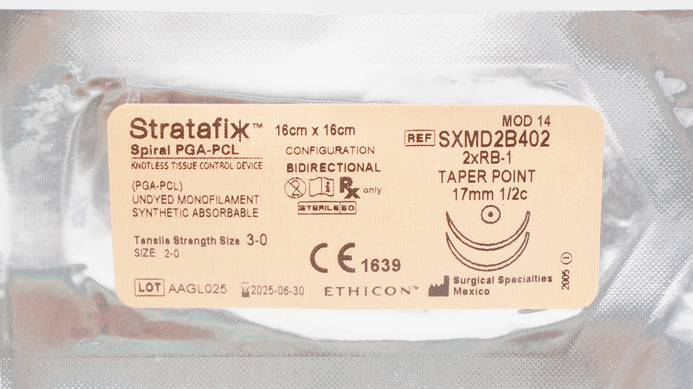 Stratafix™
Spiral PGA-PCL
KNOTLESS TISSUE CONTROL DEVICE
(PGA-PCL)
UNDYED MONOFILAMENT
SYNTHETIC ABSORBABLE
Tensile Strength Size 3-0
SIZE 2-0
LOT AAGL025
2025-06-30
16cm x 16cm
CONFIGURATION
BIDIRECTIONAL
Rx only
STERILE EO
CE 1639
ETHICON™
MOD 14
REF SXMD2B402
2xRB-1
TAPER POINT
17mm 1/2c
Surgical Specialties
Mexico
2005